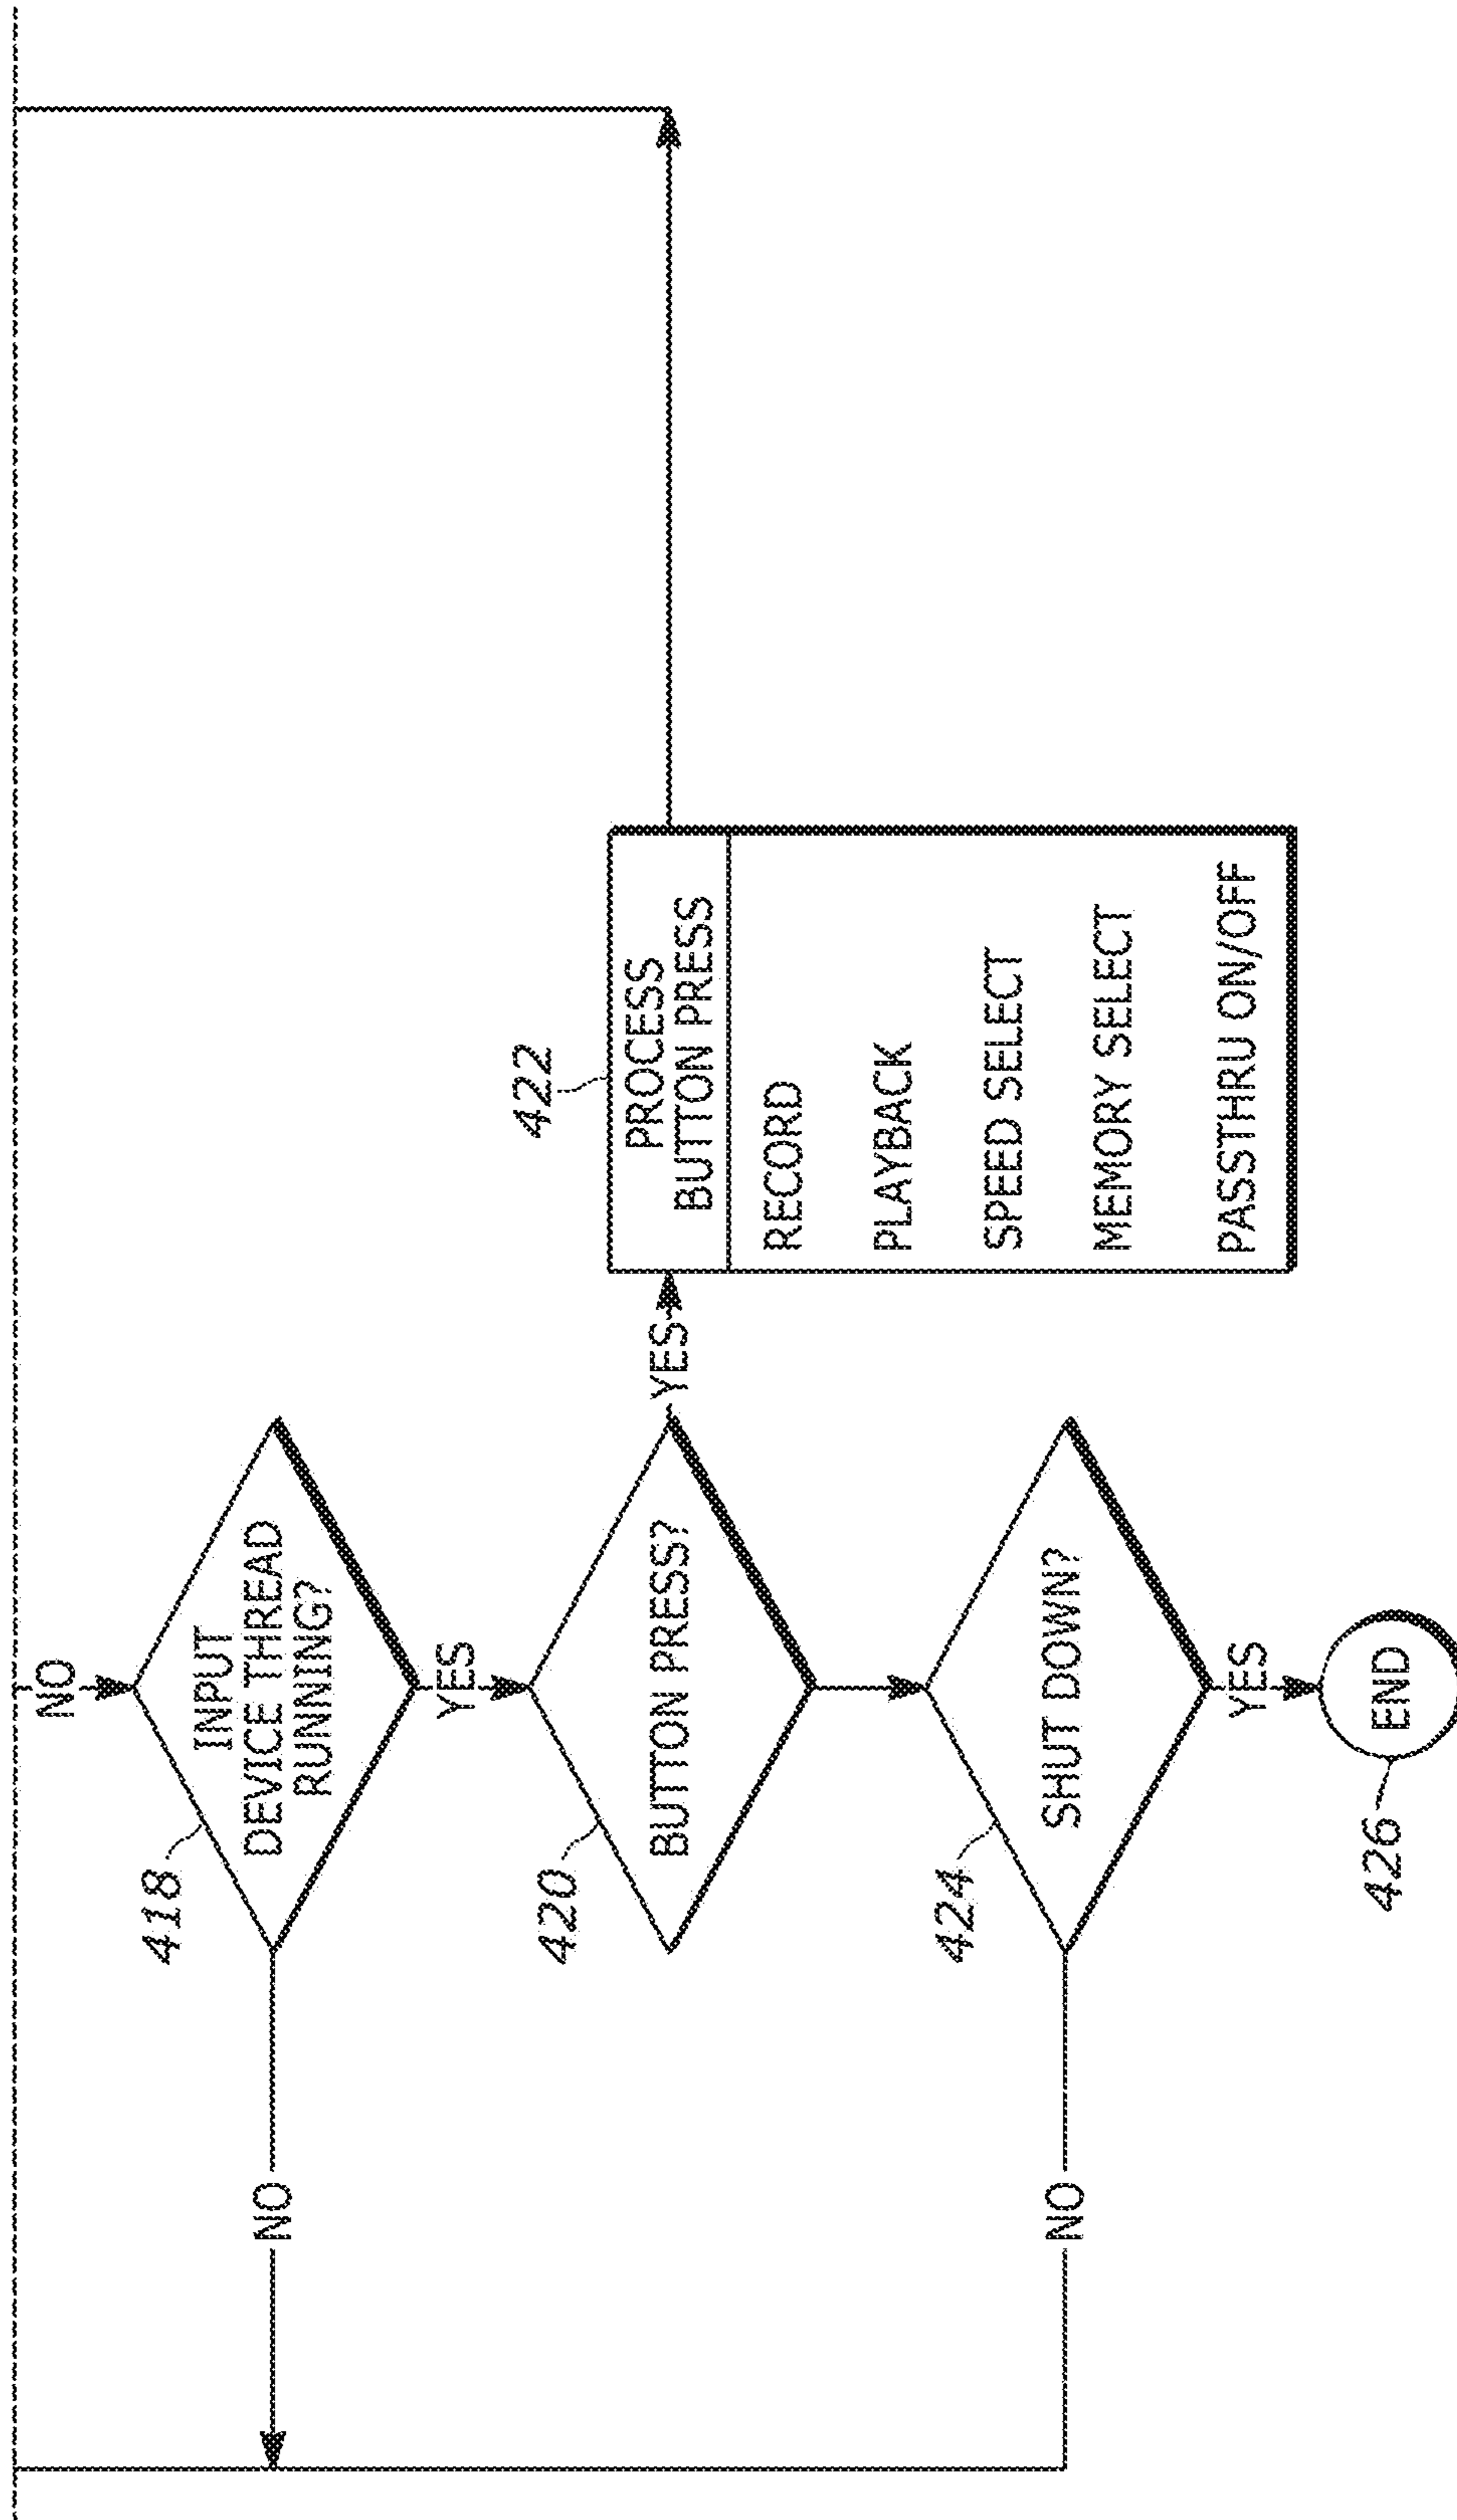 NO
418
INPUT
DEVICE THREAD
RUNNING?
NO
YES
420
BUTTON PRESS?
YES
422
PROCESS
BUTTON PRESS
RECORD
PLAYBACK
SPEED SELECT
MEMORY SELECT
PASSTHRU ON/OFF
424
SHUT DOWN?
NO
YES
426
END